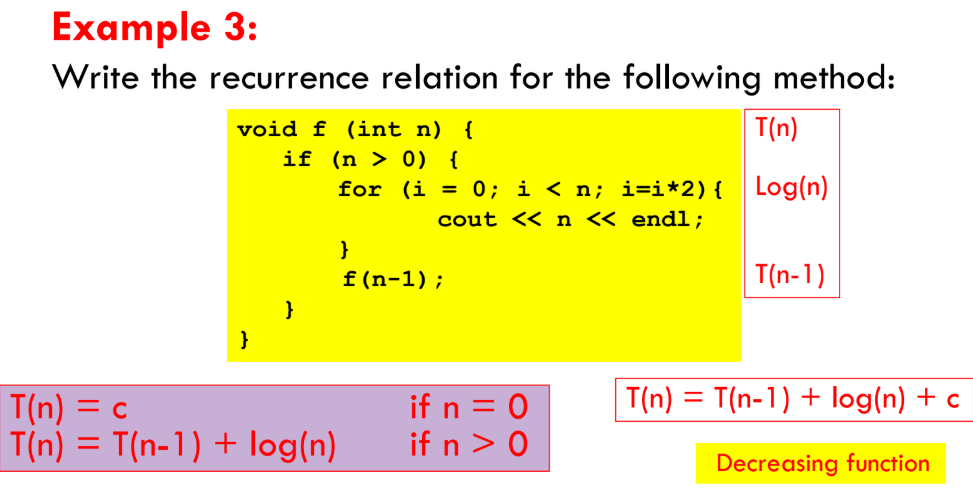 Example 3:
Write the recurrence relation for the following method:
void f (int n) {
if (n > 0) {
for (i = 0; i < n; i=i*2){
cout << n << endl;
}
f(n-1);
}
}
T(n)
Log(n)
T(n-1)
T(n) = c if n = 0
T(n) = T(n-1) + log(n) if n > 0
T(n) = T(n-1) + log(n) + c
Decreasing function